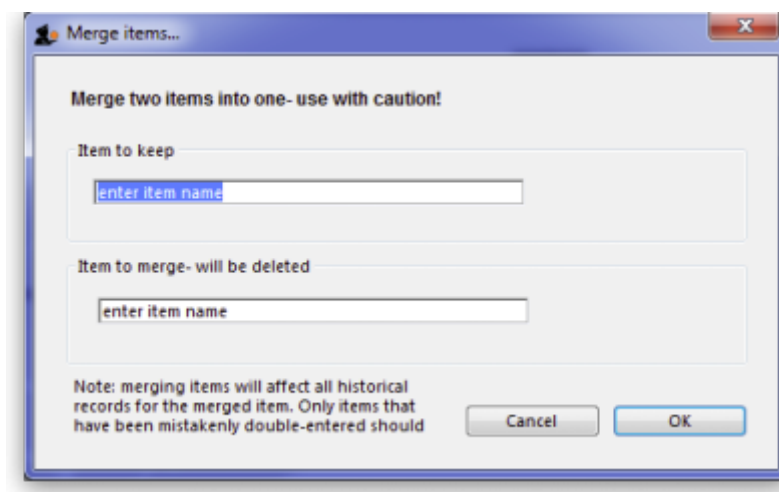 Merge items...
Merge two items into one- use with caution!
Item to keep
enter item name
Item to merge- will be deleted
enter item name
Note: merging items will affect all historical
records for the merged item. Only items that
have been mistakenly double-entered should
Cancel
OK